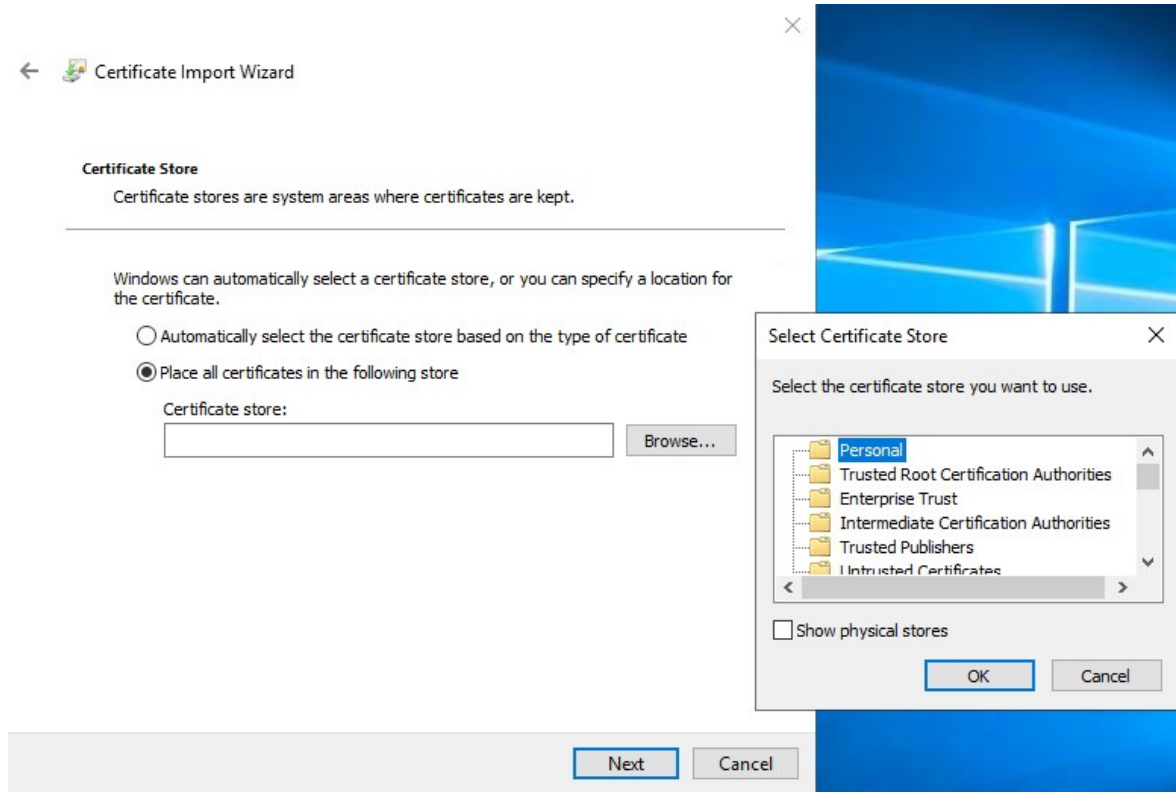 Certificate Import Wizard
Certificate Store
Certificate stores are system areas where certificates are kept.
Windows can automatically select a certificate store, or you can specify a location for
the certificate.
Automatically select the certificate store based on the type of certificate
Place all certificates in the following store
Certificate store:
Browse...
Next
Cancel
Select Certificate Store
Select the certificate store you want to use.
Personal
Trusted Root Certification Authorities
Enterprise Trust
Intermediate Certification Authorities
Trusted Publishers
Untrusted Certificates
Show physical stores
OK
Cancel